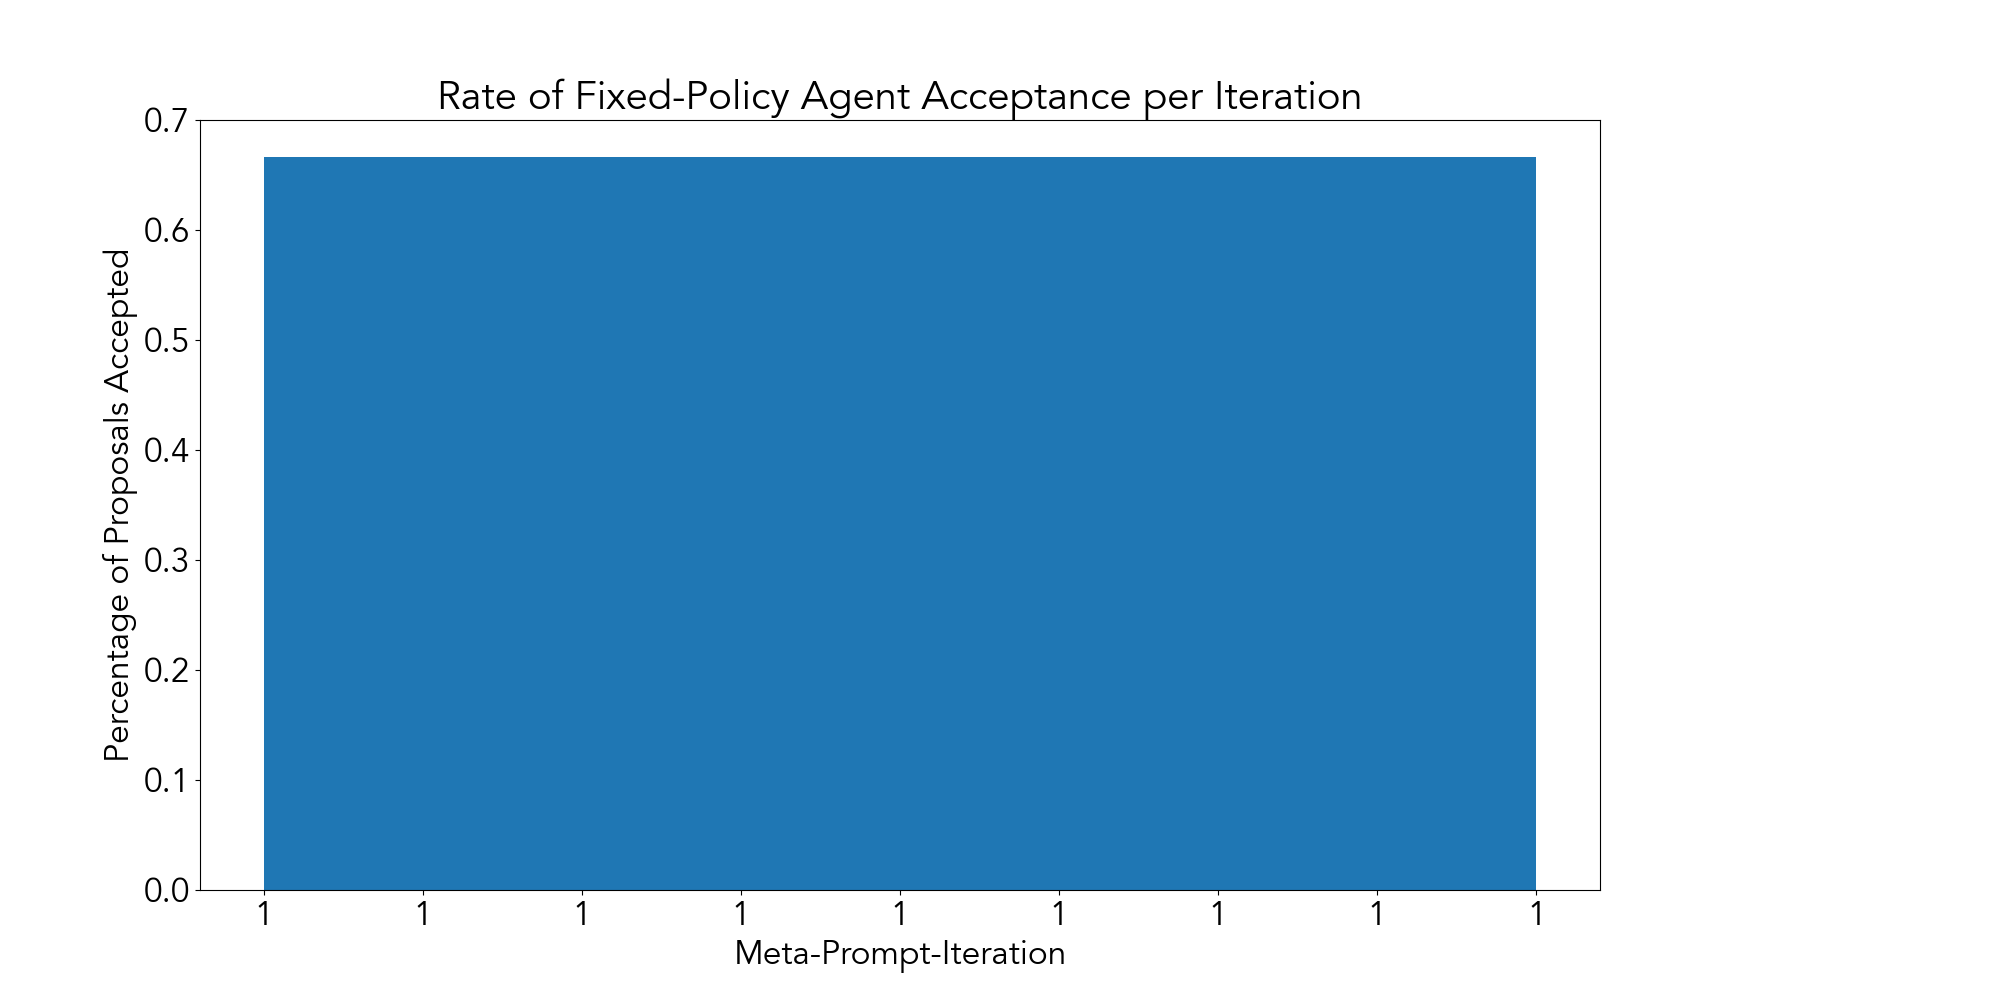 Rate of Fixed-Policy Agent Acceptance per Iteration
Percentage of Proposals Accepted
0.7
0.6
0.5
0.4
0.3
0.2
0.1
0.0
1 1 1 1 1 1 1 1 1
Meta-Prompt-Iteration